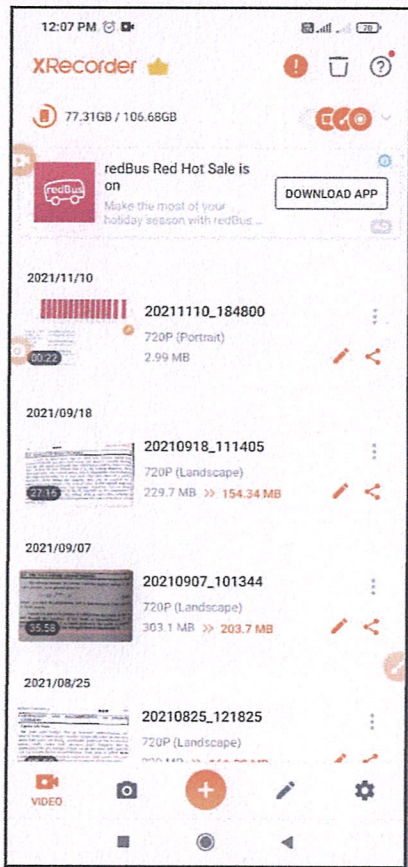 12:07 PM
20
XRecorder
77.31GB / 106.68GB
redBus Red Hot Sale is
on
Make the most of your
holiday season with redBus...
DOWNLOAD APP
redBus
2021/11/10
20211110_184800
720P (Portrait)
2.99 MB
00:22
2021/09/18
20210918_111405
720P (Landscape)
229.7 MB >> 154.34 MB
27:16
2021/09/07
20210907_101344
720P (Landscape)
303.1 MB >> 203.7 MB
35:58
2021/08/25
20210825_121825
720P (Landscape)
VIDEO